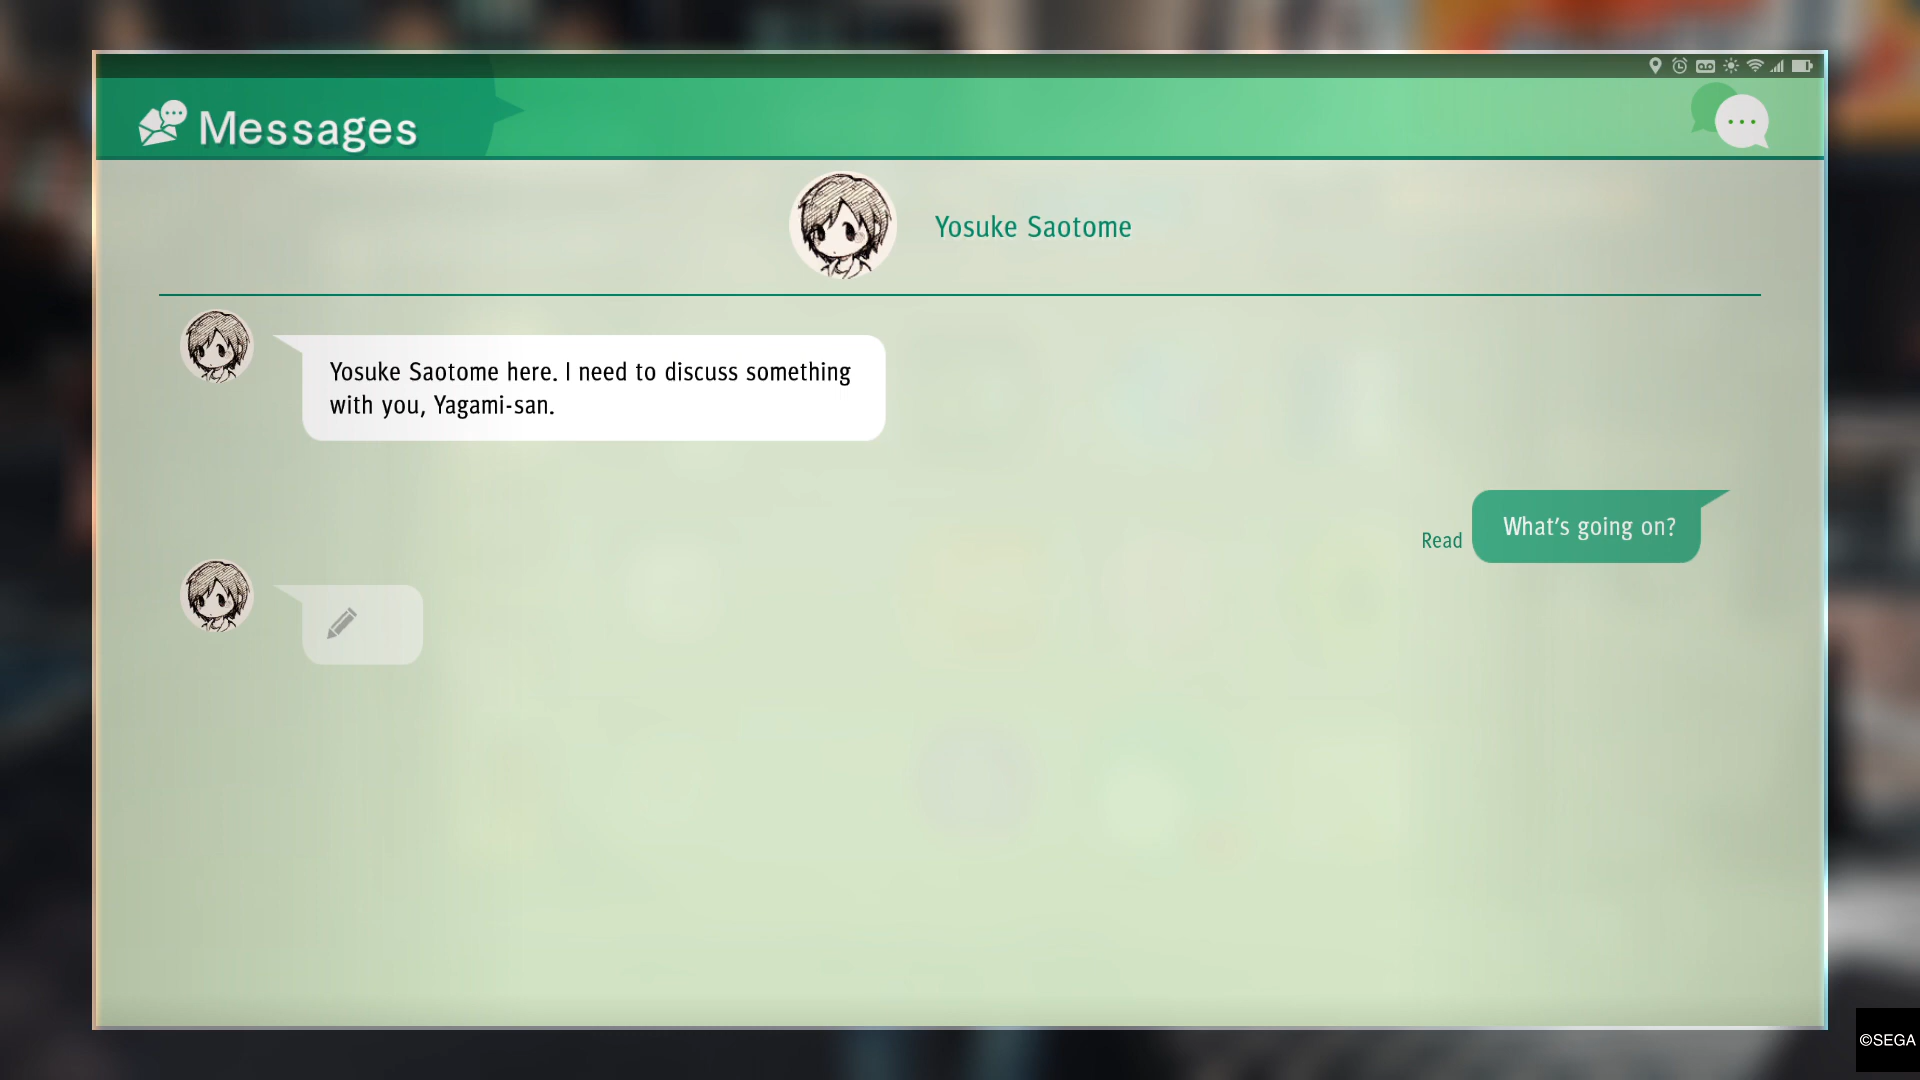 Messages
Yosuke Saotome
Yosuke Saotome here. I need to discuss something
with you, Yagami-san.
What's going on?
Read
©SEGA